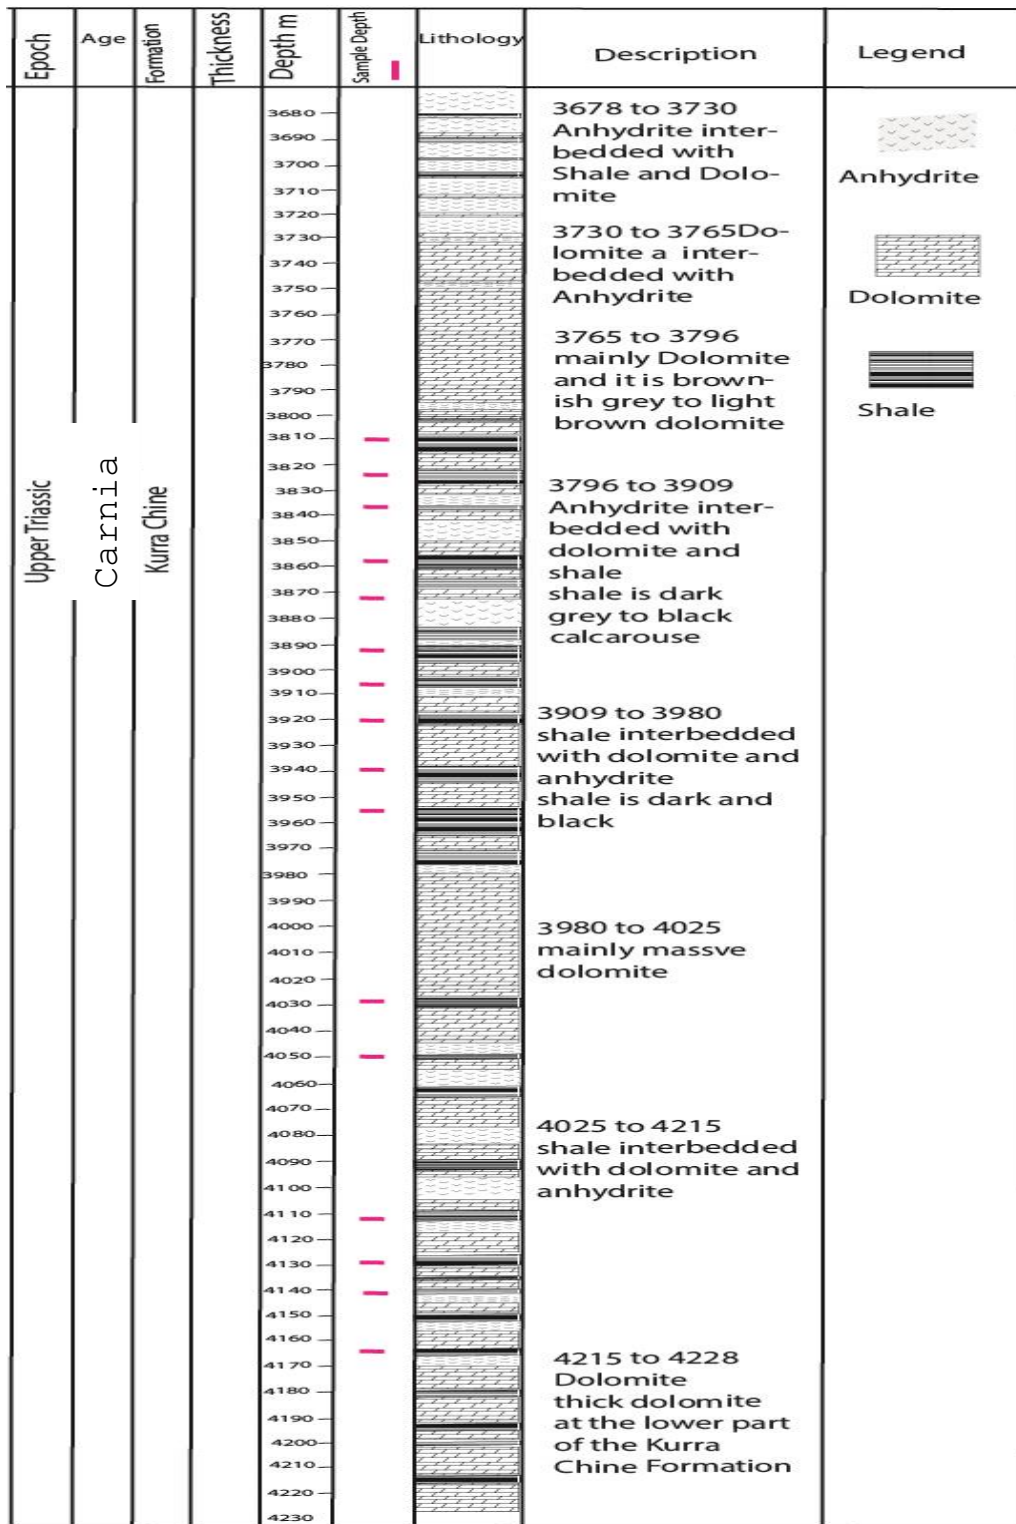 Epoch
Age
Formation
Thickness
Depth m
Sample Depth
Lithology
Description
Legend
Upper Triassic
Carnia
Kurra Chine
3680
3690
3700
3710
3720
3730
3740
3750
3760
3770
3780
3790
3800
3810
3820
3830
3840
3850
3860
3870
3880
3890
3900
3910
3920
3930
3940
3950
3960
3970
3980
3990
4000
4010
4020
4030
4040
4050
4060
4070
4080
4090
4100
4110
4120
4130
4140
4150
4160
4170
4180
4190
4200
4210
4220
4230
3678 to 3730
Anhydrite inter-
bedded with
Shale and Dolo-
mite
3730 to 3765Do-
lomite a inter-
bedded with
Anhydrite
3765 to 3796
mainly Dolomite
and it is brown-
ish grey to light
brown dolomite
3796 to 3909
Anhydrite inter-
bedded with
dolomite and
shale
shale is dark
grey to black
calcarouse
3909 to 3980
shale interbedded
with dolomite and
anhydrite
shale is dark and
black
3980 to 4025
mainly massve
dolomite
4025 to 4215
shale interbedded
with dolomite and
anhydrite
4215 to 4228
Dolomite
thick dolomite
at the lower part
of the Kurra
Chine Formation
Anhydrite
Dolomite
Shale